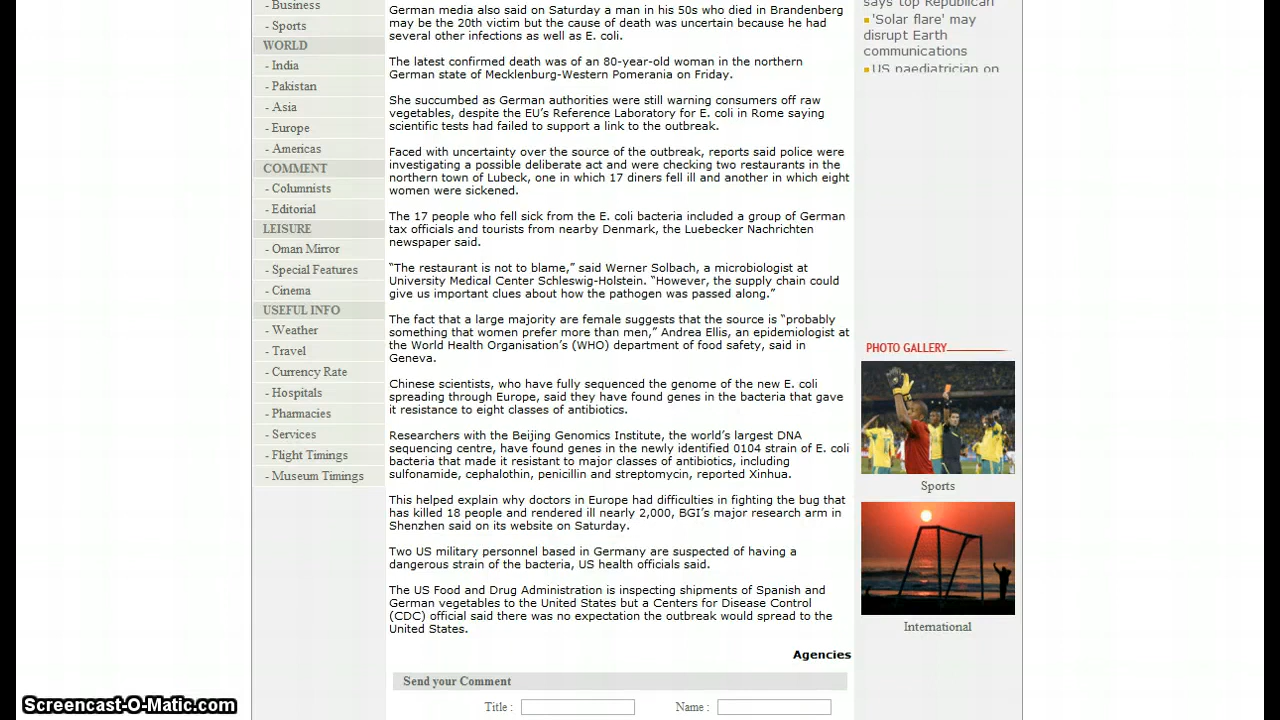 - Business
- Sports
WORLD
- India
- Pakistan
- Asia
- Europe
- Americas
COMMENT
- Columnists
- Editorial
LEISURE
- Oman Mirror
- Special Features
- Cinema
USEFUL INFO
- Weather
- Travel
- Currency Rate
- Hospitals
- Pharmacies
- Services
- Flight Timings
- Museum Timings
German media also said on Saturday a man in his 50s who died in Brandenberg
may be the 20th victim but the cause of death was uncertain because he had
several other infections as well as E. coli.
The latest confirmed death was of an 80-year-old woman in the northern
German state of Mecklenburg-Western Pomerania on Friday.
She succumbed as German authorities were still warning consumers off raw
vegetables, despite the EU’s Reference Laboratory for E. coli in Rome saying
scientific tests had failed to support a link to the outbreak.
Faced with uncertainty over the source of the outbreak, reports said police were
investigating a possible deliberate act and were checking two restaurants in the
northern town of Lubeck, one in which 17 diners fell ill and another in which eight
women were sickened.
The 17 people who fell sick from the E. coli bacteria included a group of German
tax officials and tourists from nearby Denmark, the Luebecker Nachrichten
newspaper said.
“The restaurant is not to blame,” said Werner Solbach, a microbiologist at
University Medical Center Schleswig-Holstein. “However, the supply chain could
give us important clues about how the pathogen was passed along.”
The fact that a large majority are female suggests that the source is “probably
something that women prefer more than men,” Andrea Ellis, an epidemiologist at
the World Health Organisation’s (WHO) department of food safety, said in
Geneva.
Chinese scientists, who have fully sequenced the genome of the new E. coli
spreading through Europe, said they have found genes in the bacteria that gave
it resistance to eight classes of antibiotics.
Researchers with the Beijing Genomics Institute, the world’s largest DNA
sequencing centre, have found genes in the newly identified 0104 strain of E. coli
bacteria that made it resistant to major classes of antibiotics, including
sulfonamide, cephalothin, penicillin and streptomycin, reported Xinhua.
This helped explain why doctors in Europe had difficulties in fighting the bug that
has killed 18 people and rendered ill nearly 2,000, BGI’s major research arm in
Shenzhen said on its website on Saturday.
Two US military personnel based in Germany are suspected of having a
dangerous strain of the bacteria, US health officials said.
The US Food and Drug Administration is inspecting shipments of Spanish and
German vegetables to the United States but a Centers for Disease Control
(CDC) official said there was no expectation the outbreak would spread to the
United States.
Agencies
Send your Comment
Title :
Name :
says top Republican
'Solar flare' may
disrupt Earth
communications
US paediatrician on
PHOTO GALLERY
Sports
International
Screencast-O-Matic.com